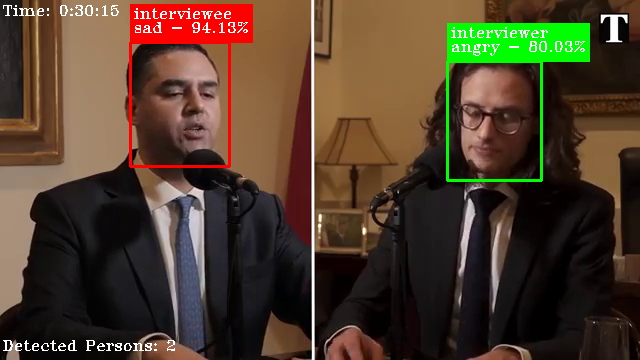 Time: 0:30:15
interviewee
sad - 94.13%
interviewer
angry - 80.03%
T
Detected Persons: 2